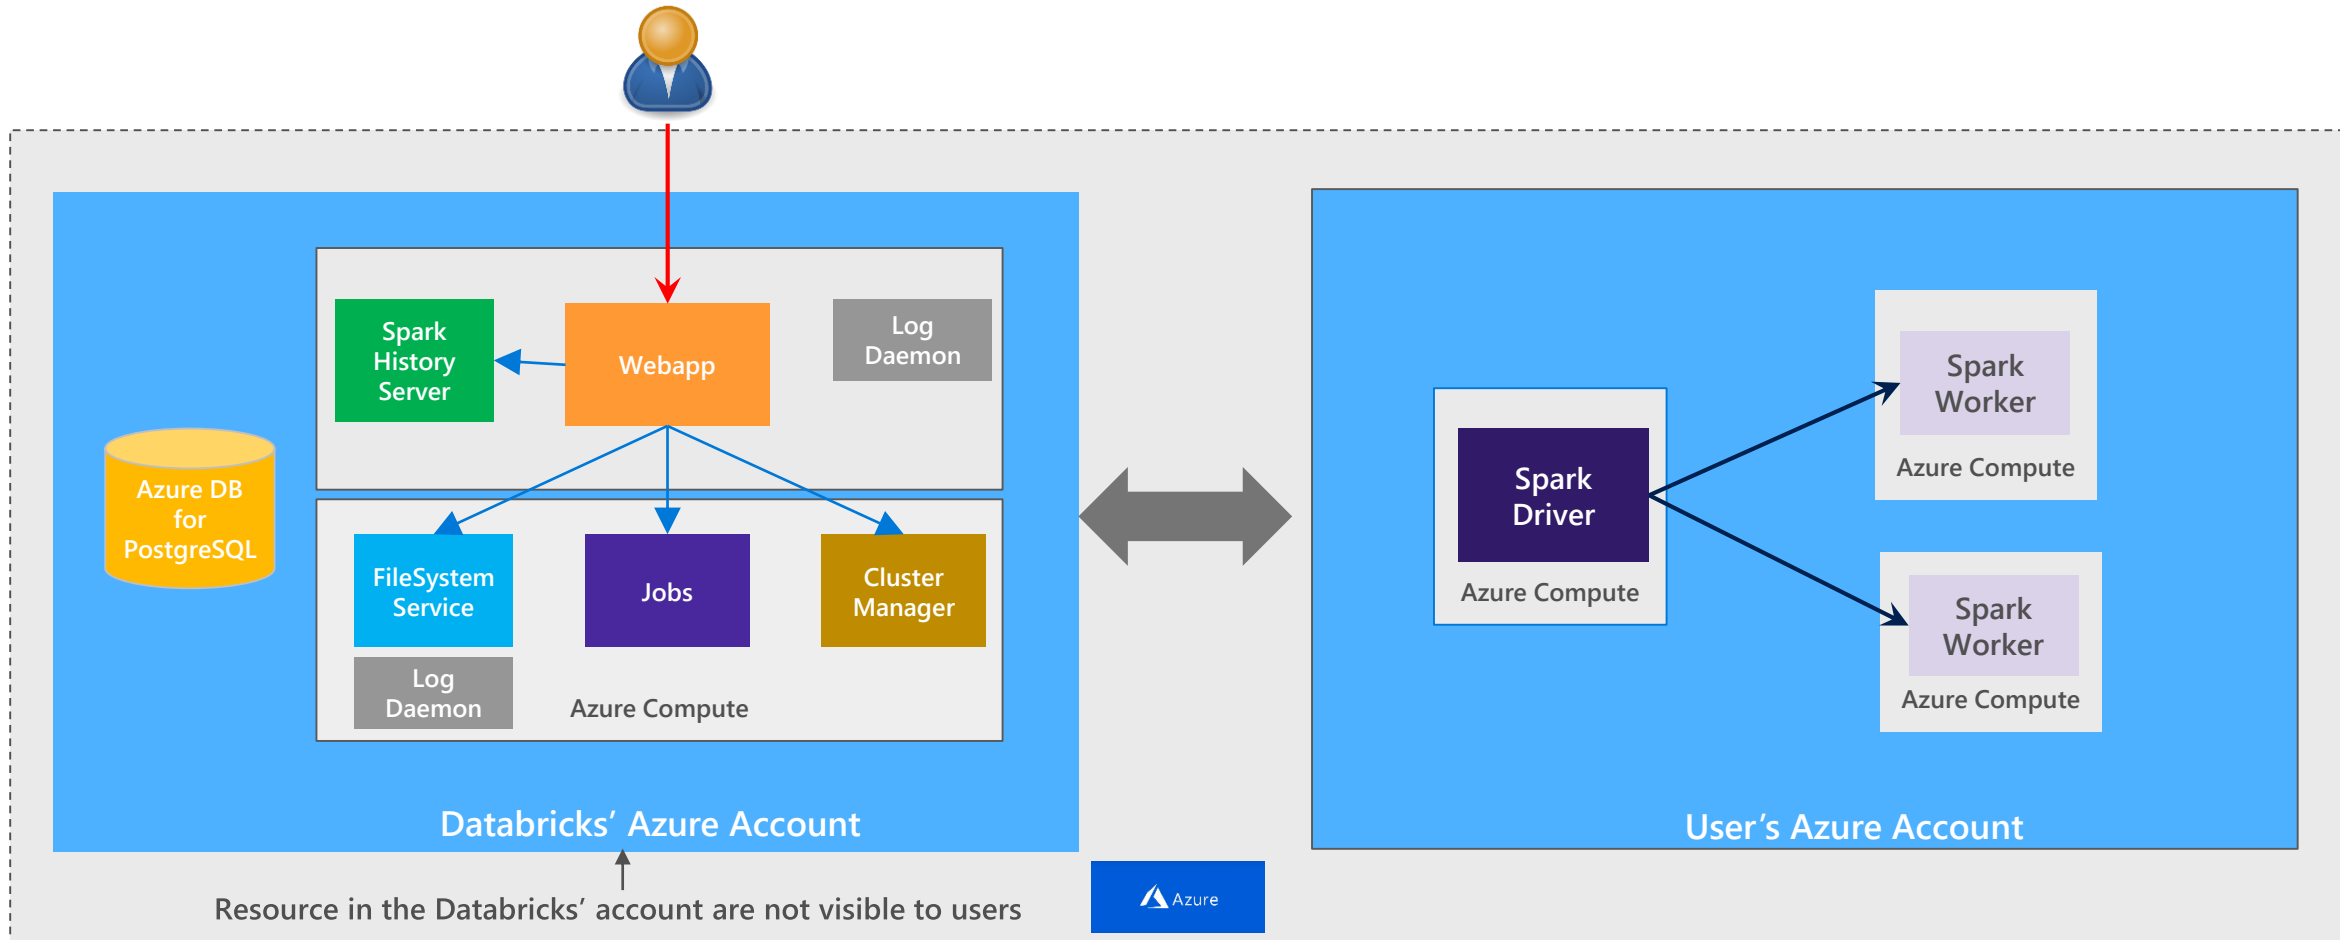 Spark
History
Server
Webapp
Log
Daemon
Azure DB
for
PostgreSQL
FileSystem
Service
Jobs
Cluster
Manager
Log
Daemon
Azure Compute
Databricks’ Azure Account
Resource in the Databricks’ account are not visible to users
Azure
Spark
Driver
Azure Compute
Spark
Worker
Azure Compute
Spark
Worker
Azure Compute
User’s Azure Account